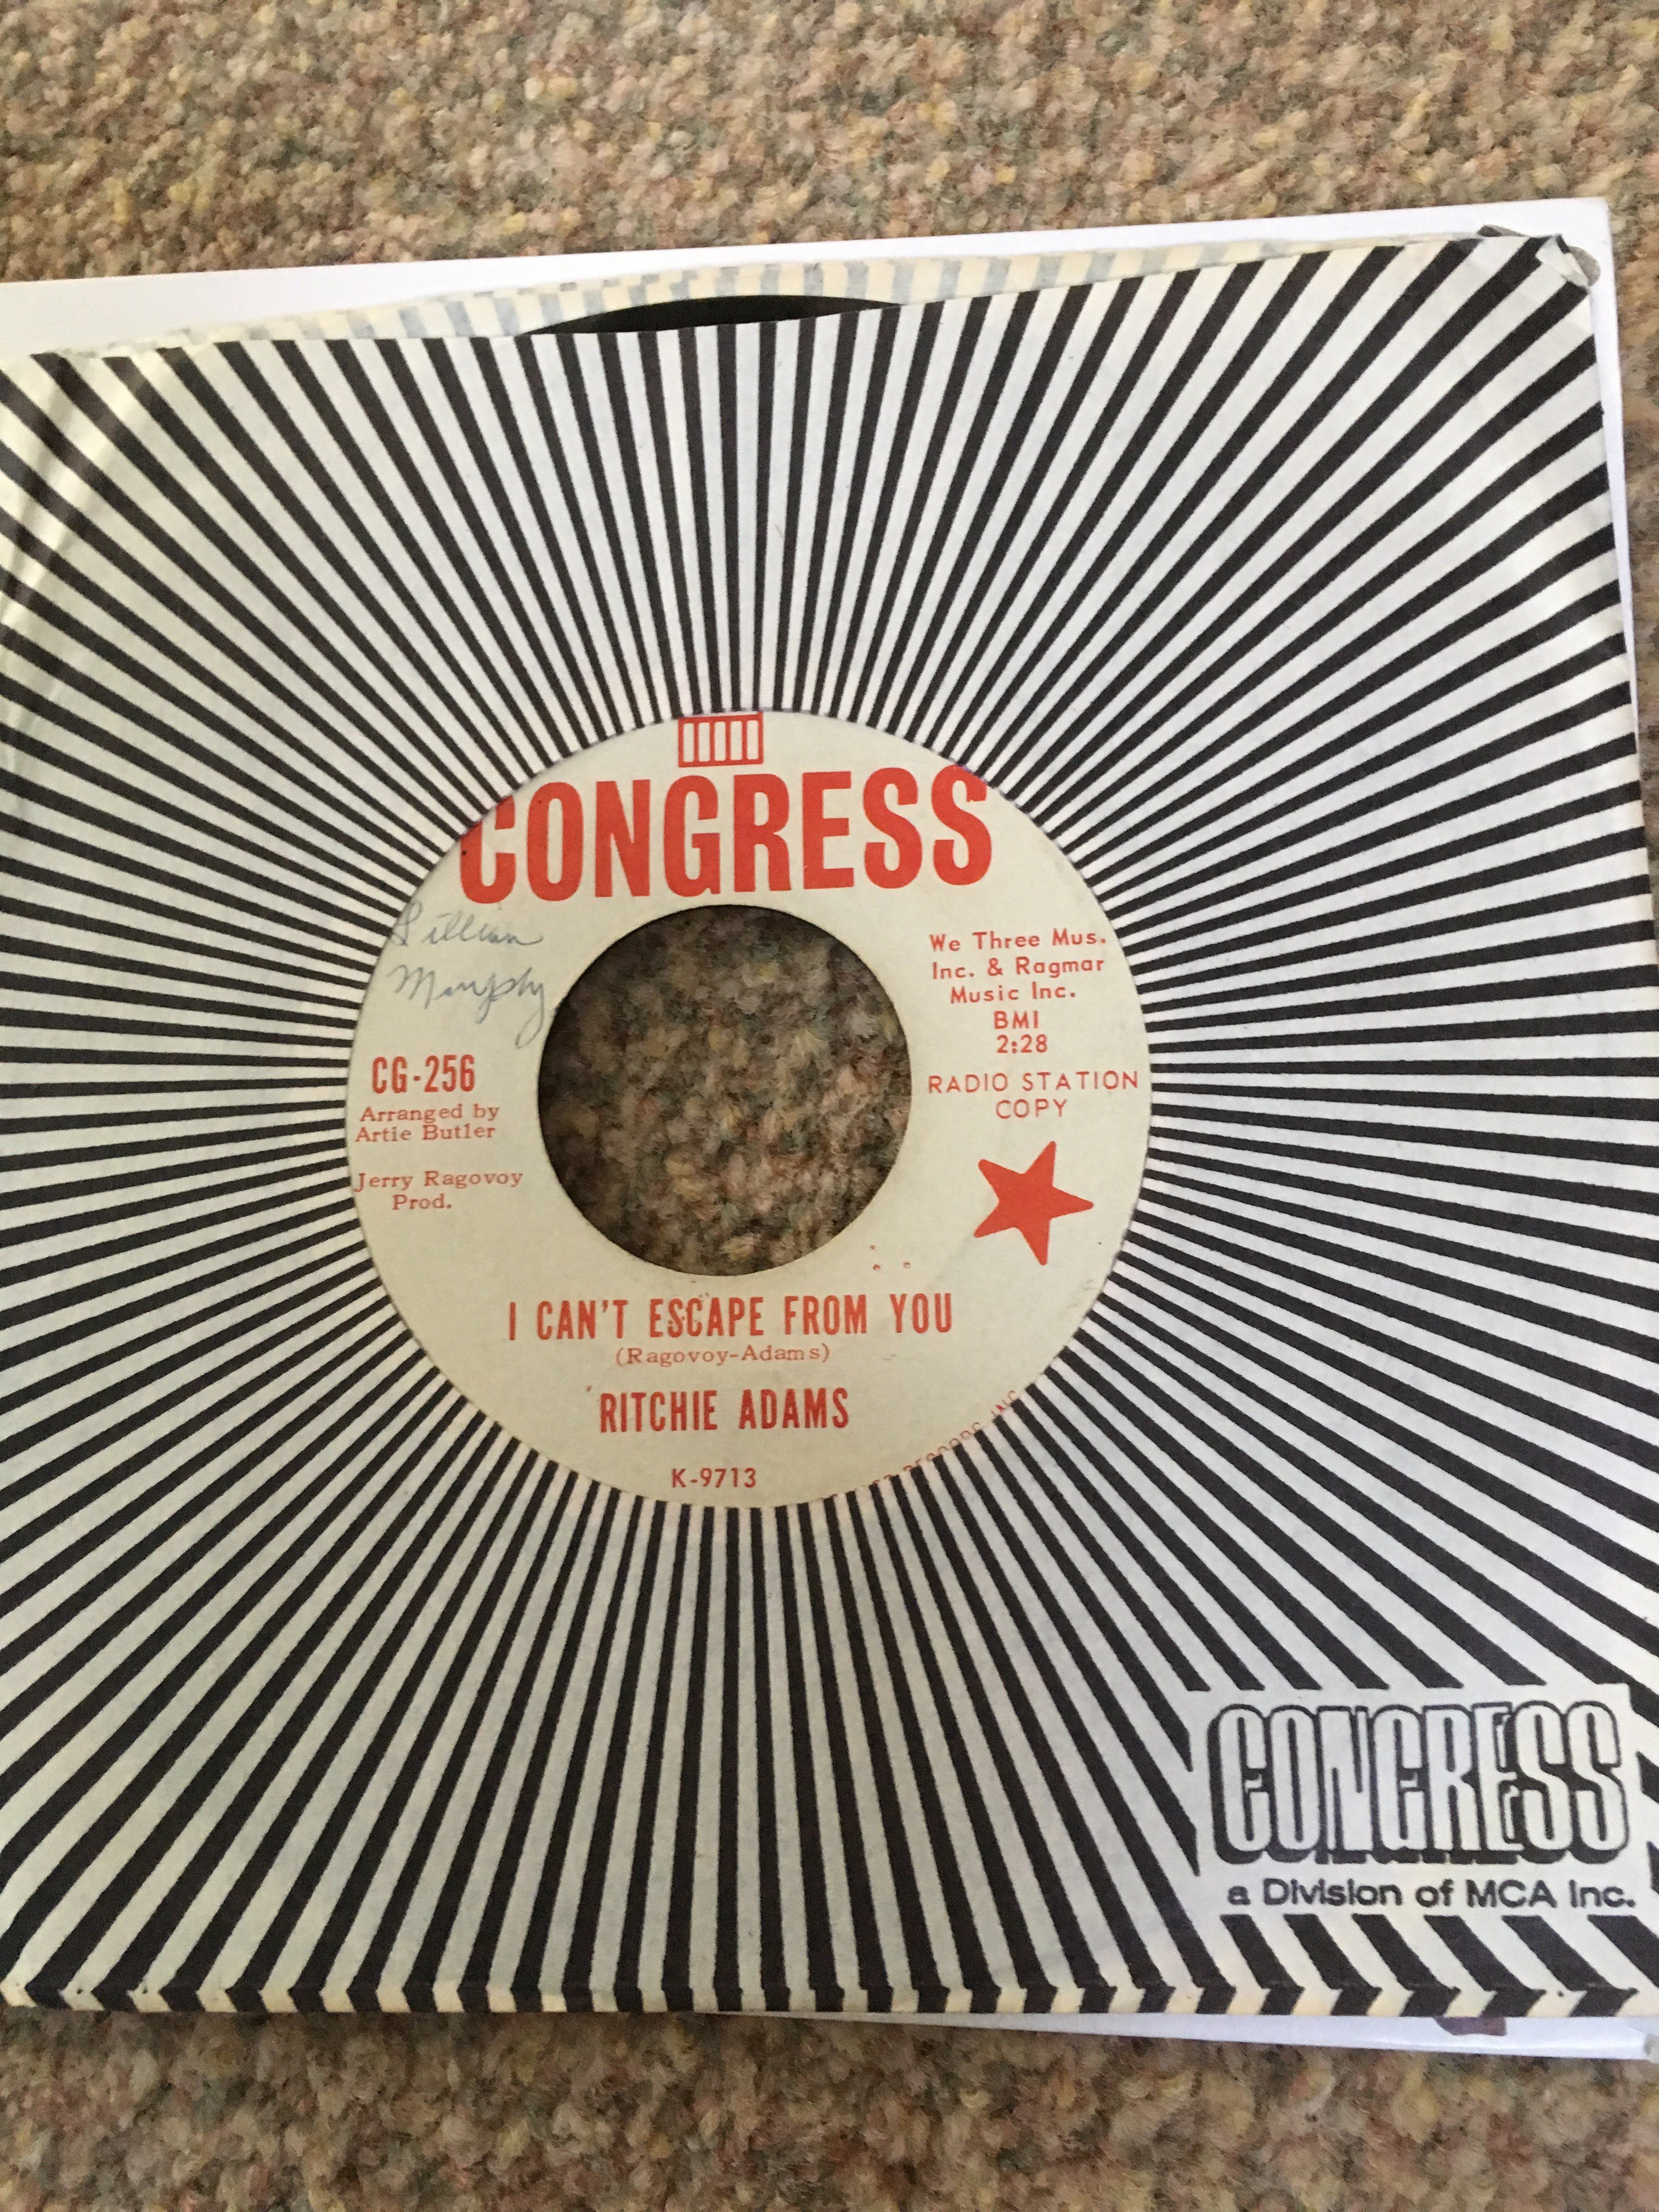 CONGRESS
Lillian
Murphy
We Three Mus.
Inc. & Ragmar
Music Inc.
BMI
2:28
RADIO STATION
COPY
CG-256
Arranged by
Artie Butler
Jerry Ragovoy
Prod.
I CAN'T ESCAPE FROM YOU
(Ragovoy-Adams)
RITCHIE ADAMS
K-9713
RECORDS, INC.
CONGRESS
a Division of MCA Inc.